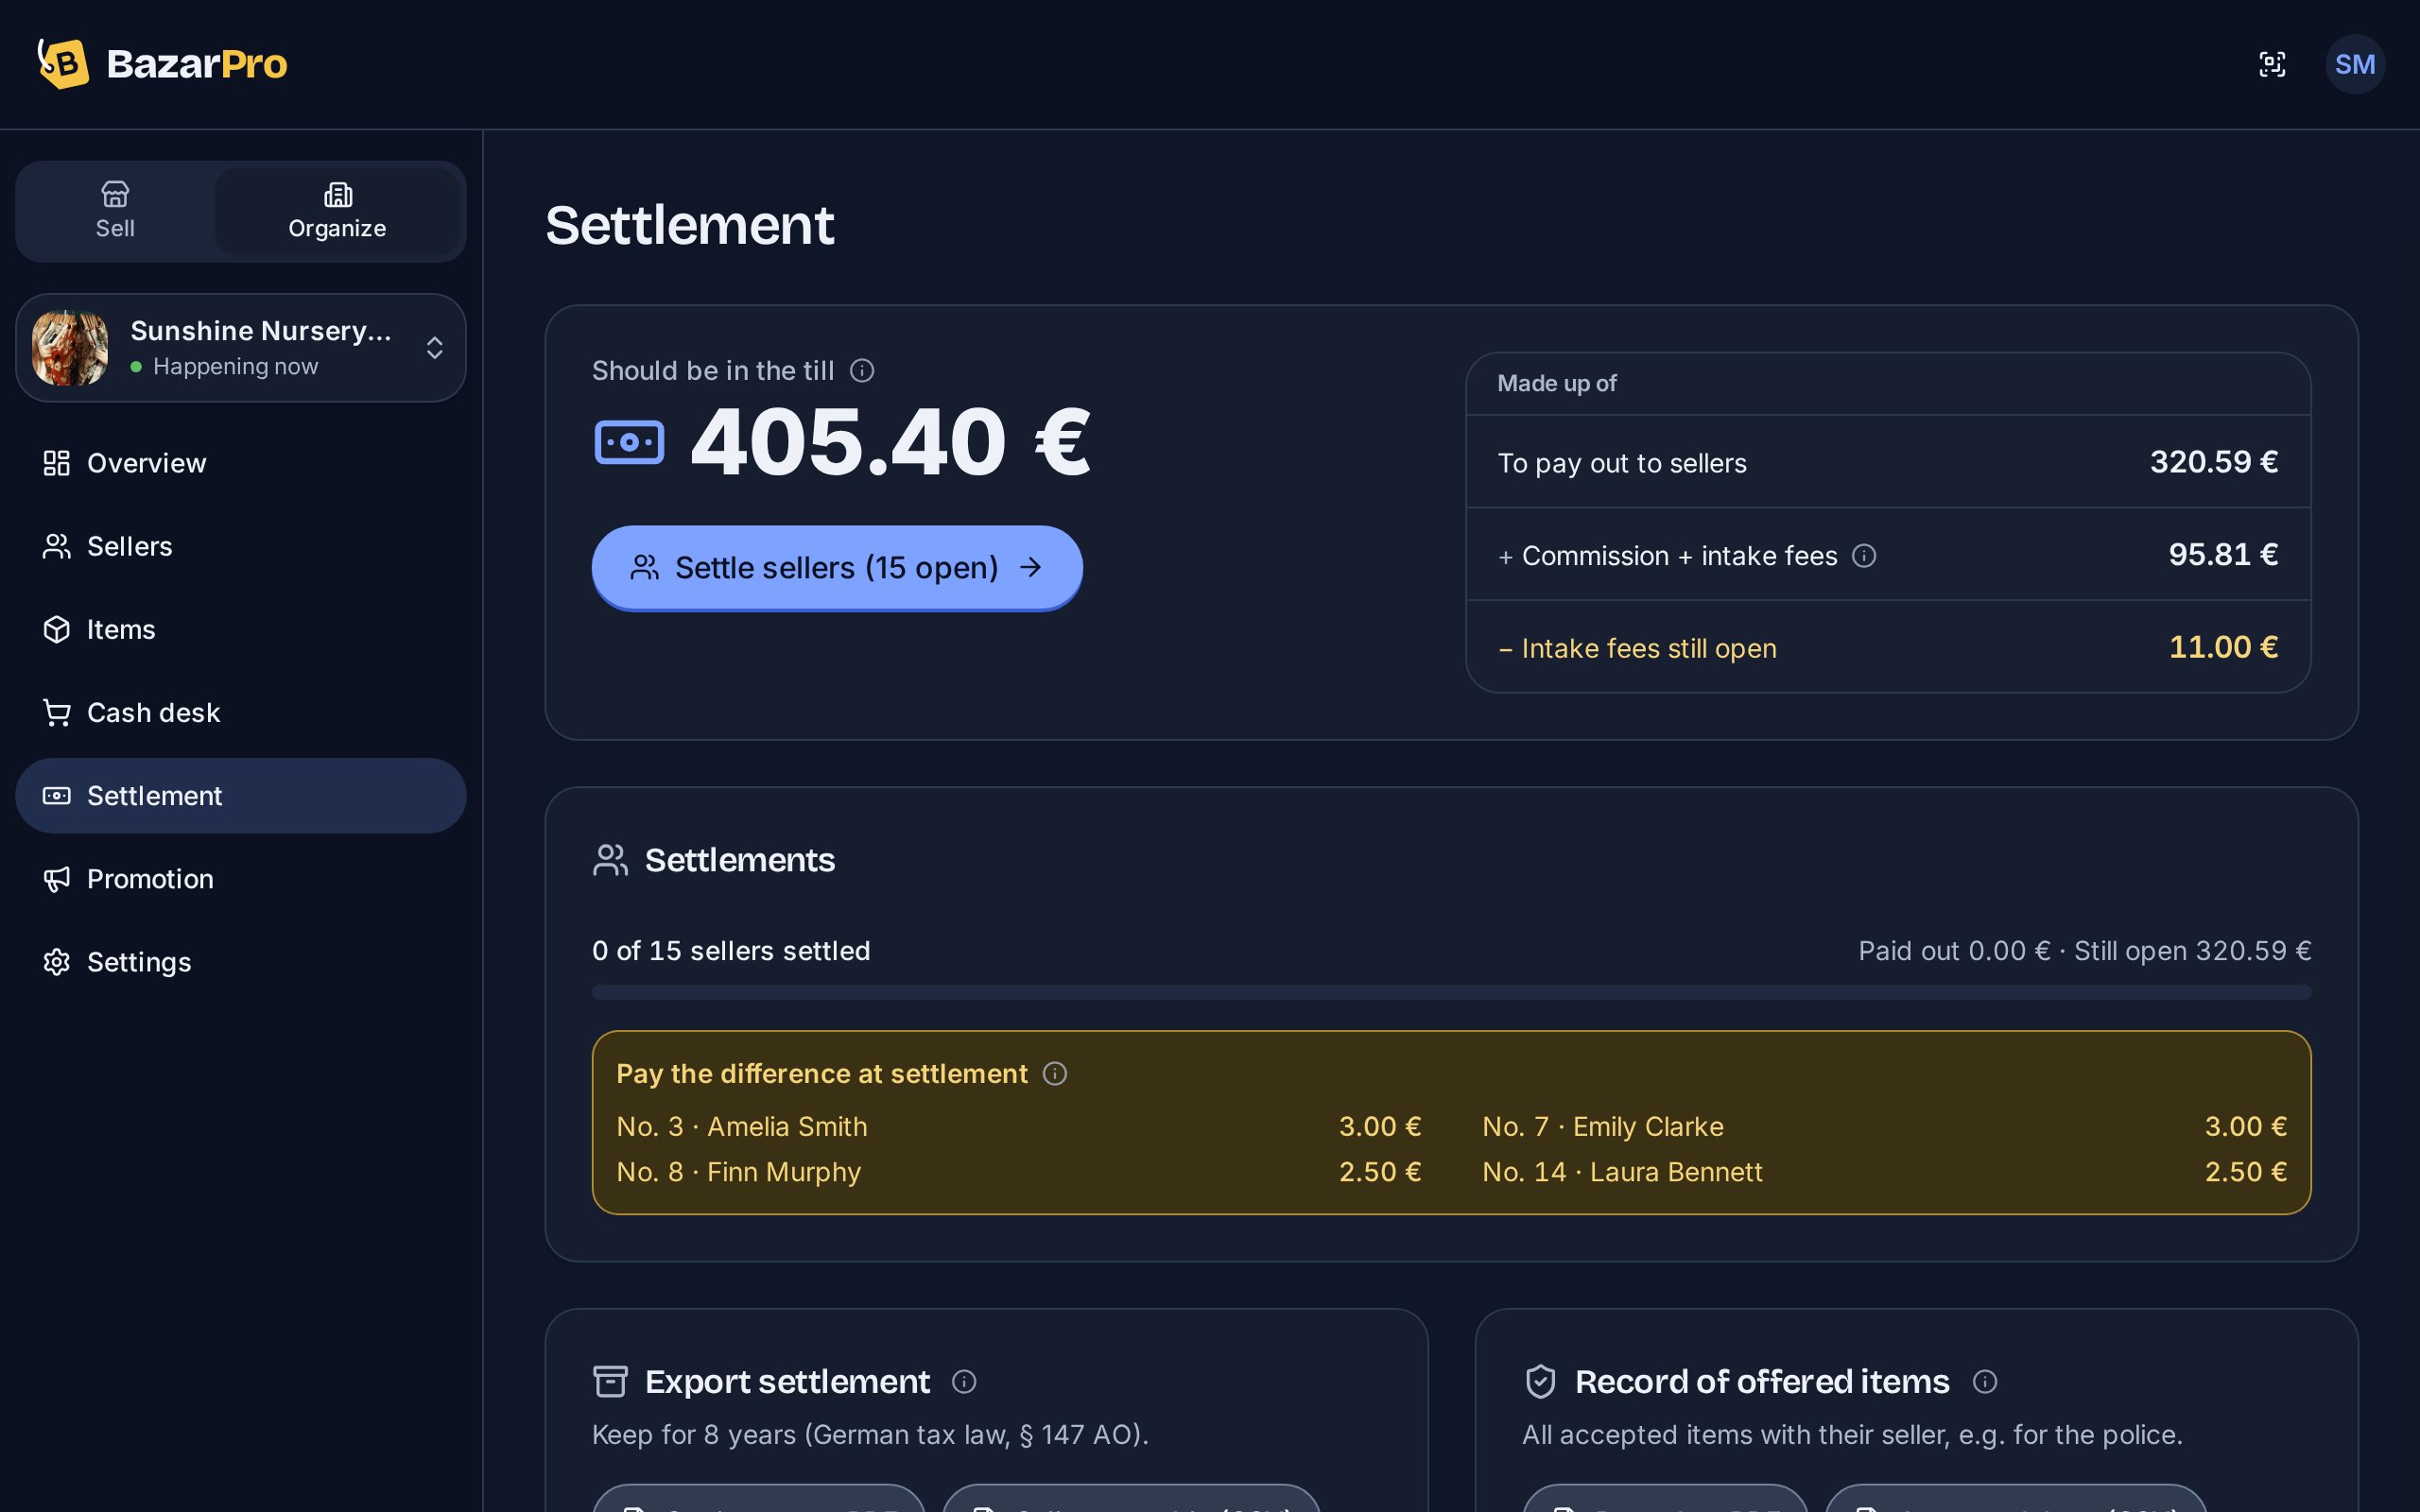 B BazarPro
SM
Sell
Organize
Sunshine Nursery...
Happening now
Overview
Sellers
Items
Cash desk
Settlement
Promotion
Settings
Settlement
Should be in the till
405.40 €
Settle sellers (15 open)
Made up of
To pay out to sellers 320.59 €
+ Commission + intake fees 95.81 €
− Intake fees still open 11.00 €
Settlements
0 of 15 sellers settled
Paid out 0.00 € · Still open 320.59 €
Pay the difference at settlement
No. 3 · Amelia Smith 3.00 €
No. 7 · Emily Clarke 3.00 €
No. 8 · Finn Murphy 2.50 €
No. 14 · Laura Bennett 2.50 €
Export settlement
Keep for 8 years (German tax law, § 147 AO).
Record of offered items
All accepted items with their seller, e.g. for the police.